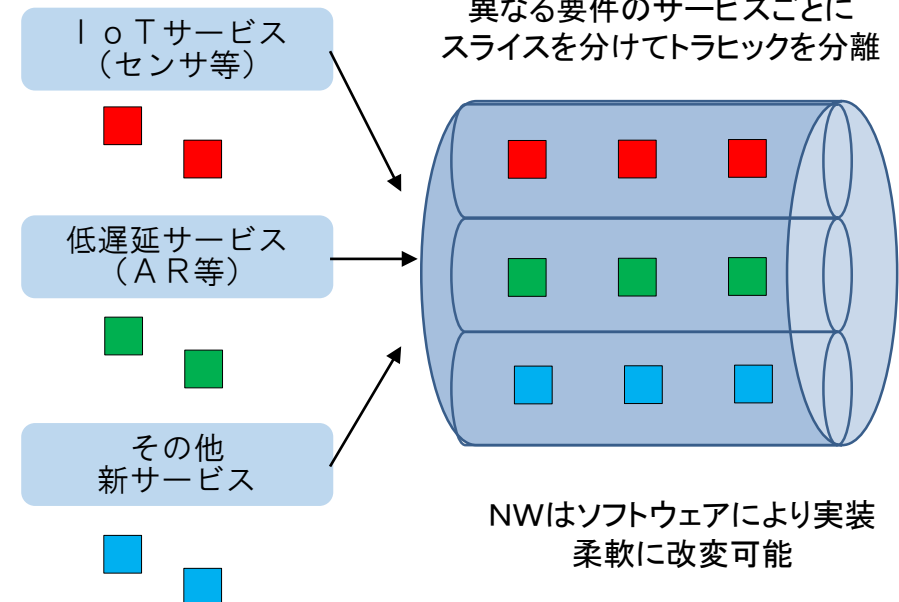 IoTサービス
（センサ等）
低遅延サービス
（AR等）
その他
新サービス
異なる要件のサービスごとに
スライスを分けてトラヒックを分離
NWはソフトウェアにより実装
柔軟に改変可能